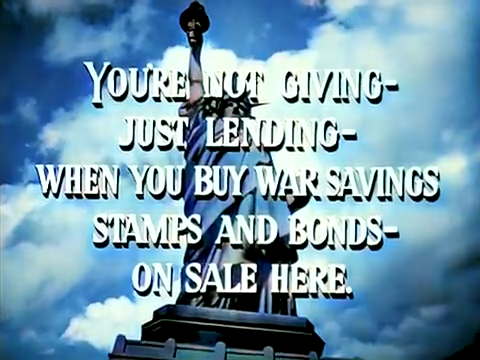 YOU'RE NOT GIVING-
JUST LENDING-
WHEN YOU BUY WAR SAVINGS
STAMPS AND BONDS-
ON SALE HERE.